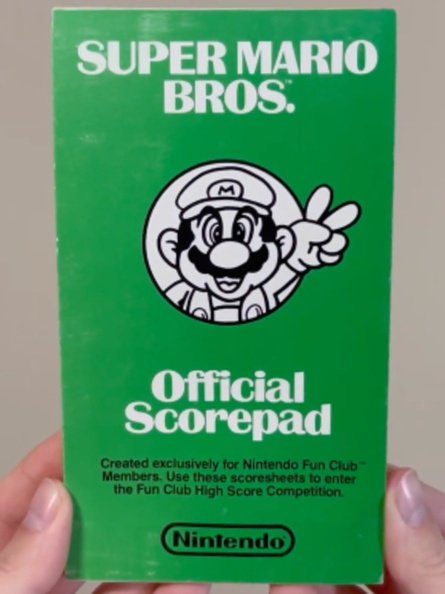 SUPER MARIO
BROS.™
M
Official
Scorepad
Created exclusively for Nintendo Fun Club™
Members. Use these scoresheets to enter
the Fun Club High Score Competition.
Nintendo®